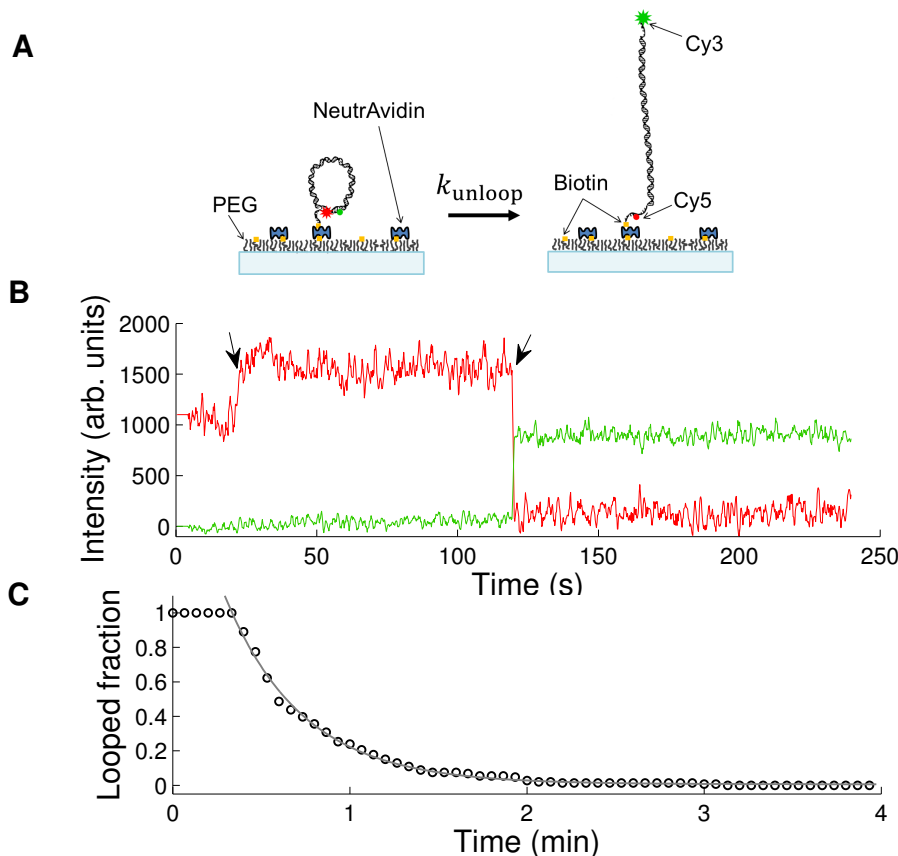 A
Cy3
NeutrAvidin
k_unloop
Biotin
Cy5
PEG
B
Intensity (arb. units)
2000
1500
1000
500
0
0 50 100 150 200 250
Time (s)
C
Looped fraction
1
0.8
0.6
0.4
0.2
0
0 1 2 3 4
Time (min)